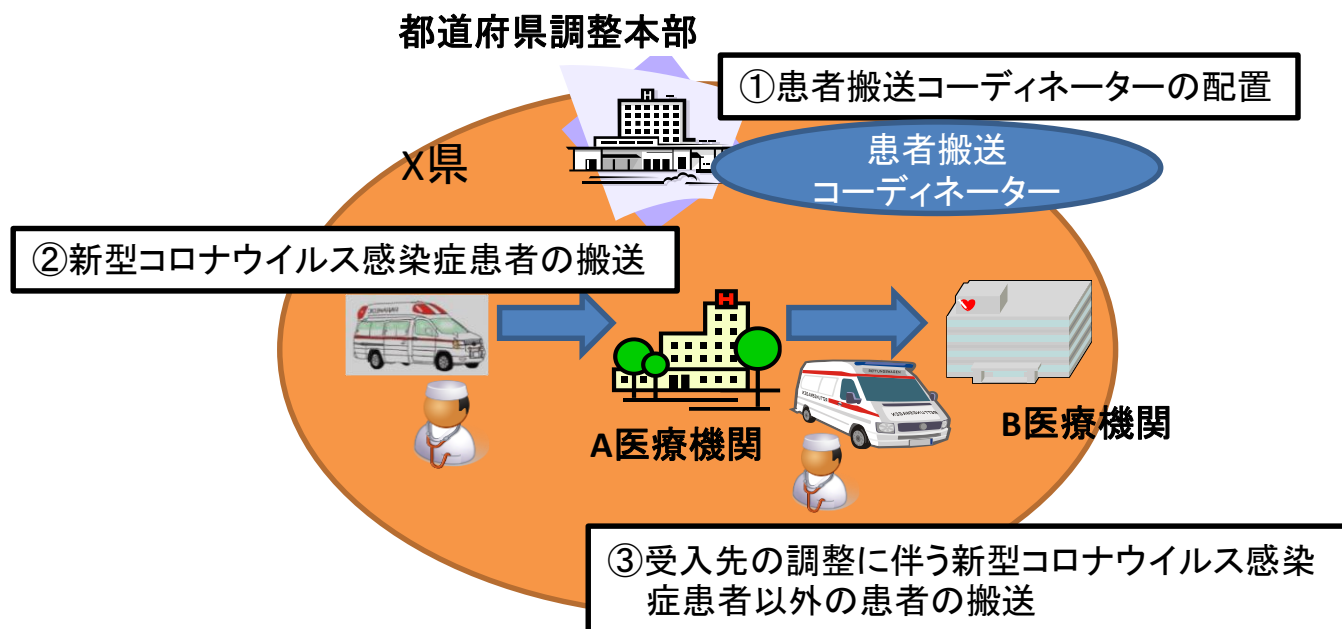 都道府県調整本部
①患者搬送コーディネーターの配置
患者搬送
コーディネーター
X県
②新型コロナウイルス感染症患者の搬送
H
H
A医療機関
B医療機関
③受入先の調整に伴う新型コロナウイルス感染
症患者以外の患者の搬送